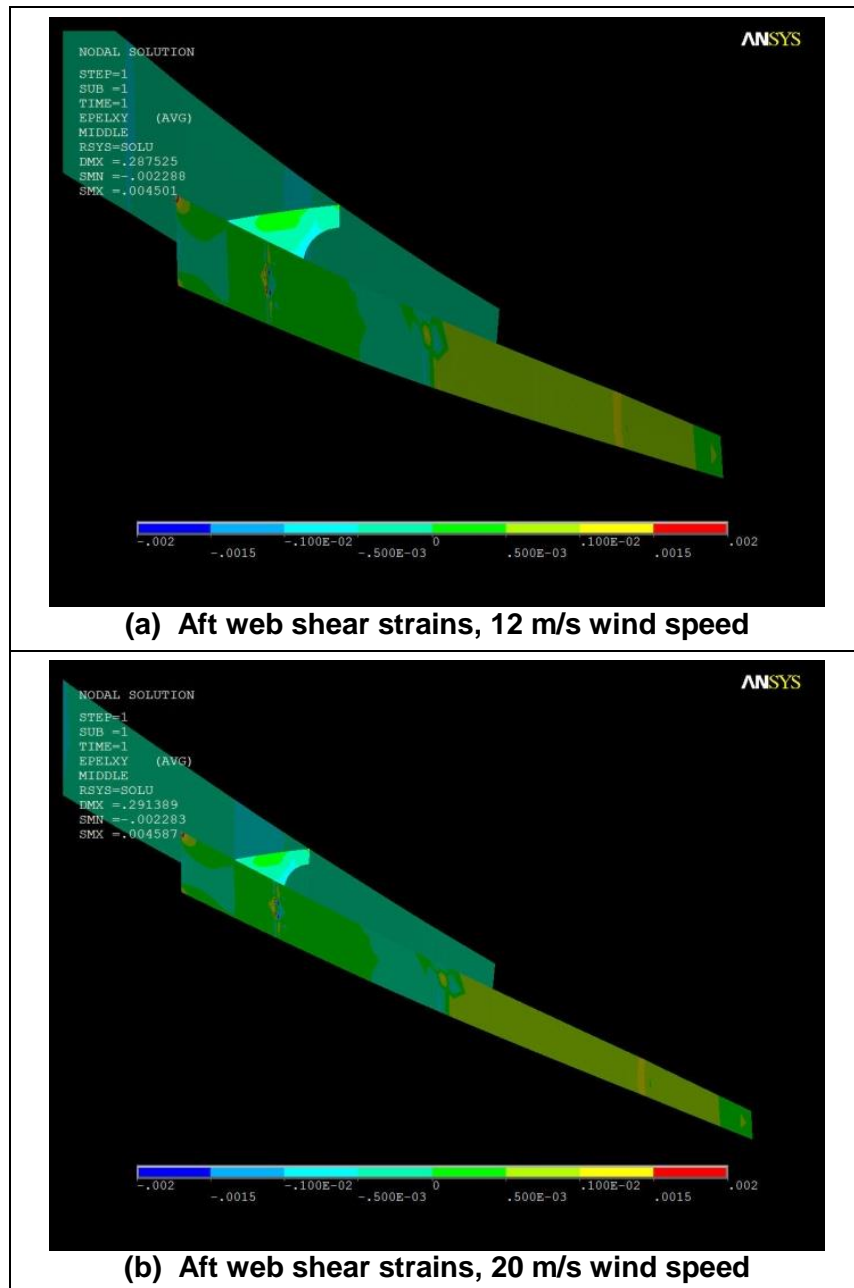 ANSYS
NODAL SOLUTION
STEP=1
SUB =1
TIME=1
EPELXY (AVG)
MIDDLE
RSYS=SOLU
DMX =.287525
SMN =-.002288
SMX =.004501
-.002 -.0015 -.100E-02 -.500E-03 0 .500E-03 .100E-02 .0015 .002
(a) Aft web shear strains, 12 m/s wind speed
ANSYS
NODAL SOLUTION
STEP=1
SUB =1
TIME=1
EPELXY (AVG)
MIDDLE
RSYS=SOLU
DMX =.291389
SMN =-.002283
SMX =.004587
-.002 -.0015 -.100E-02 -.500E-03 0 .500E-03 .100E-02 .0015 .002
(b) Aft web shear strains, 20 m/s wind speed